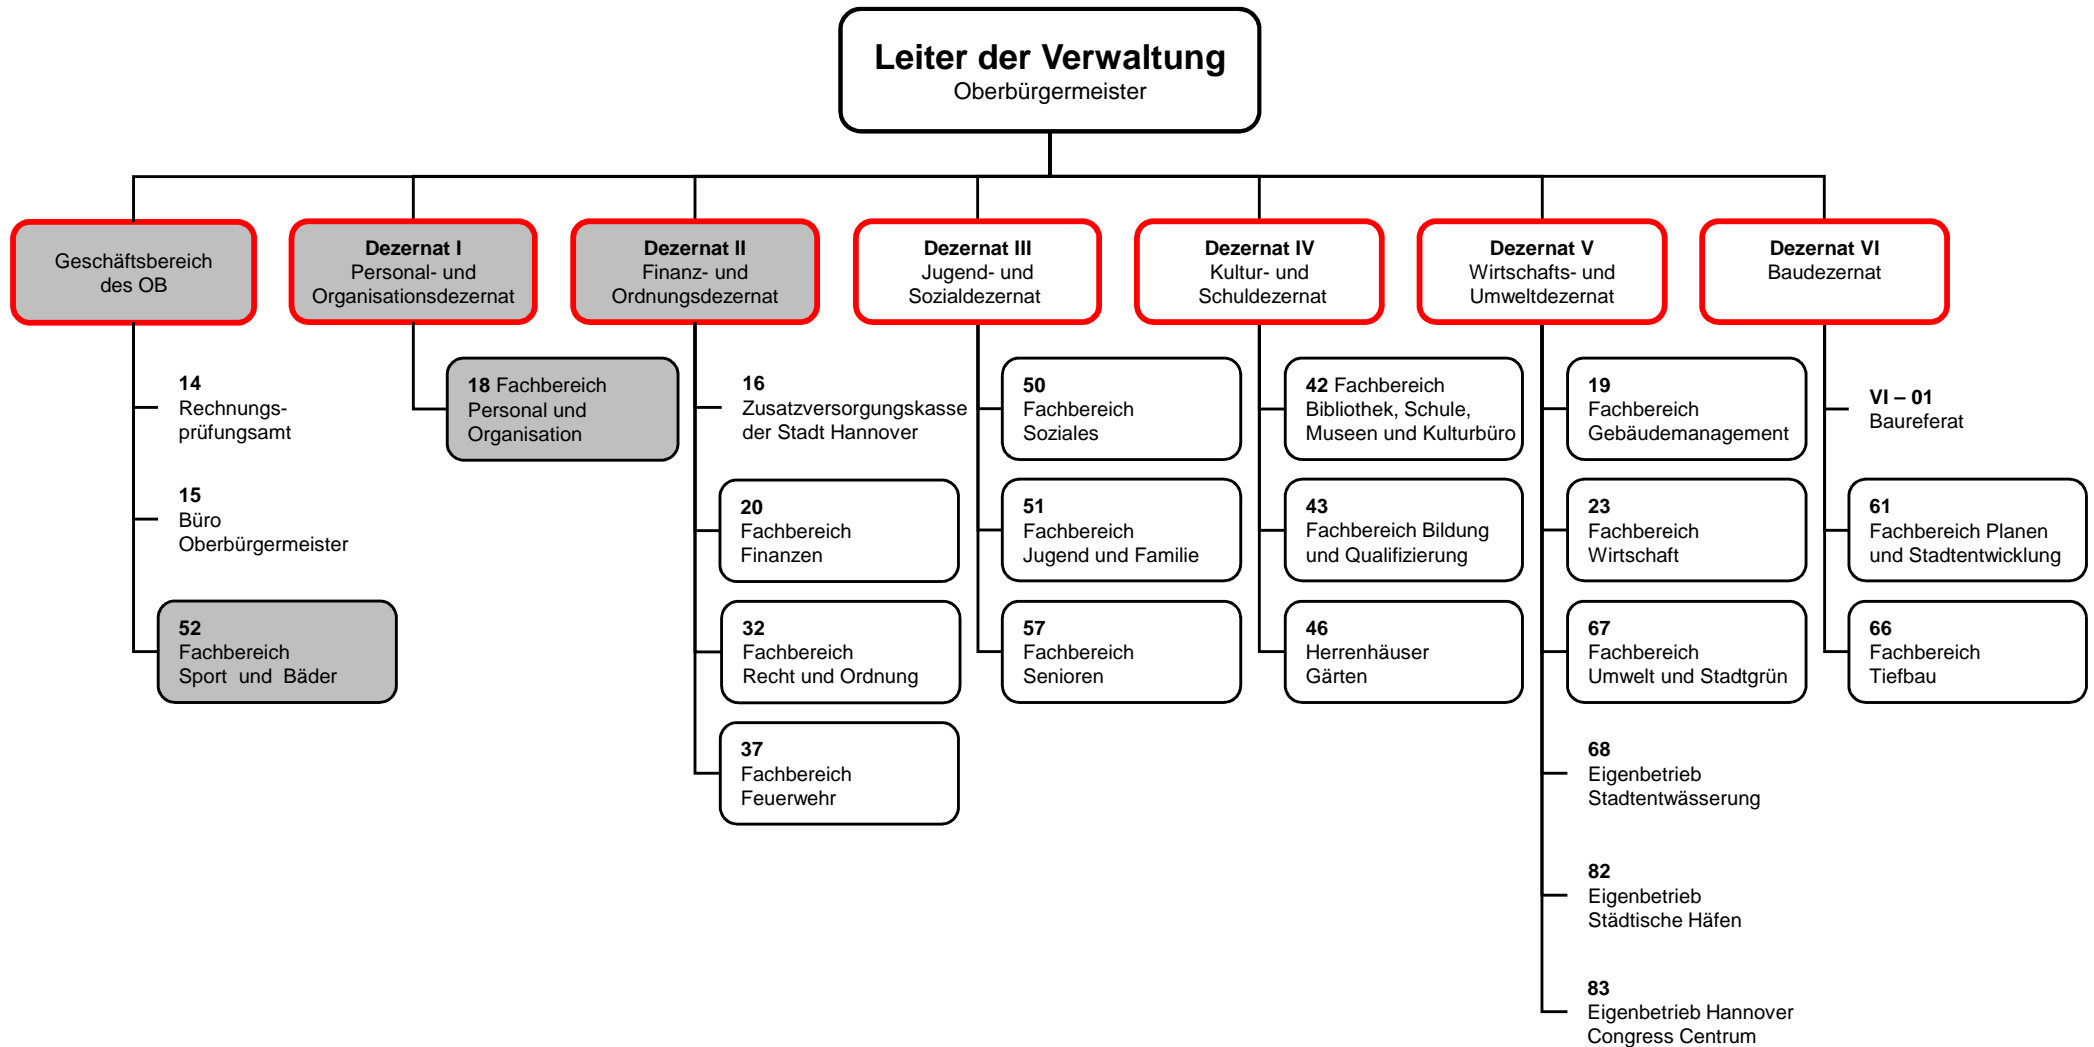 Leiter der Verwaltung
Oberbürgermeister
Geschäftsbereich
des OB
Dezernat I
Personal- und
Organisationsdezernat
Dezernat II
Finanz- und
Ordnungsdezernat
Dezernat III
Jugend- und
Sozialdezernat
Dezernat IV
Kultur- und
Schuldezernat
Dezernat V
Wirtschafts- und
Umweltdezernat
Dezernat VI
Baudezernat
14
Rechnungs-
prüfungsamt
15
Büro
Oberbürgermeister
52
Fachbereich
Sport und Bäder
18 Fachbereich
Personal und
Organisation
16
Zusatzversorgungskasse
der Stadt Hannover
20
Fachbereich
Finanzen
32
Fachbereich
Recht und Ordnung
37
Fachbereich
Feuerwehr
50
Fachbereich
Soziales
51
Fachbereich
Jugend und Familie
57
Fachbereich
Senioren
42 Fachbereich
Bibliothek, Schule,
Museen und Kulturbüro
43
Fachbereich Bildung
und Qualifizierung
46
Herrenhäuser
Gärten
19
Fachbereich
Gebäudemanagement
23
Fachbereich
Wirtschaft
67
Fachbereich
Umwelt und Stadtgrün
68
Eigenbetrieb
Stadtentwässerung
82
Eigenbetrieb
Städtische Häfen
83
Eigenbetrieb Hannover
Congress Centrum
VI – 01
Baureferat
61
Fachbereich Planen
und Stadtentwicklung
66
Fachbereich
Tiefbau